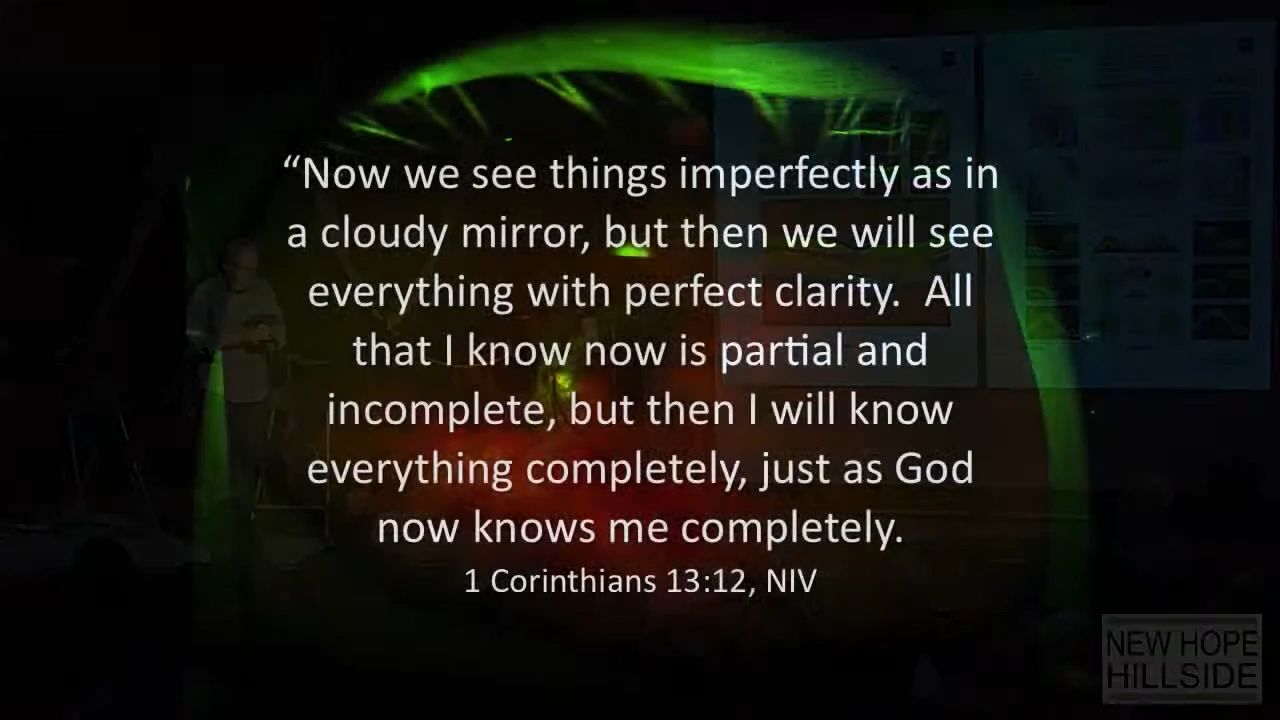 “Now we see things imperfectly as in
a cloudy mirror, but then we will see
everything with perfect clarity.  All
that I know now is partial and
incomplete, but then I will know
everything completely, just as God
now knows me completely.
1 Corinthians 13:12, NIV
NEW HOPE
HILLSIDE